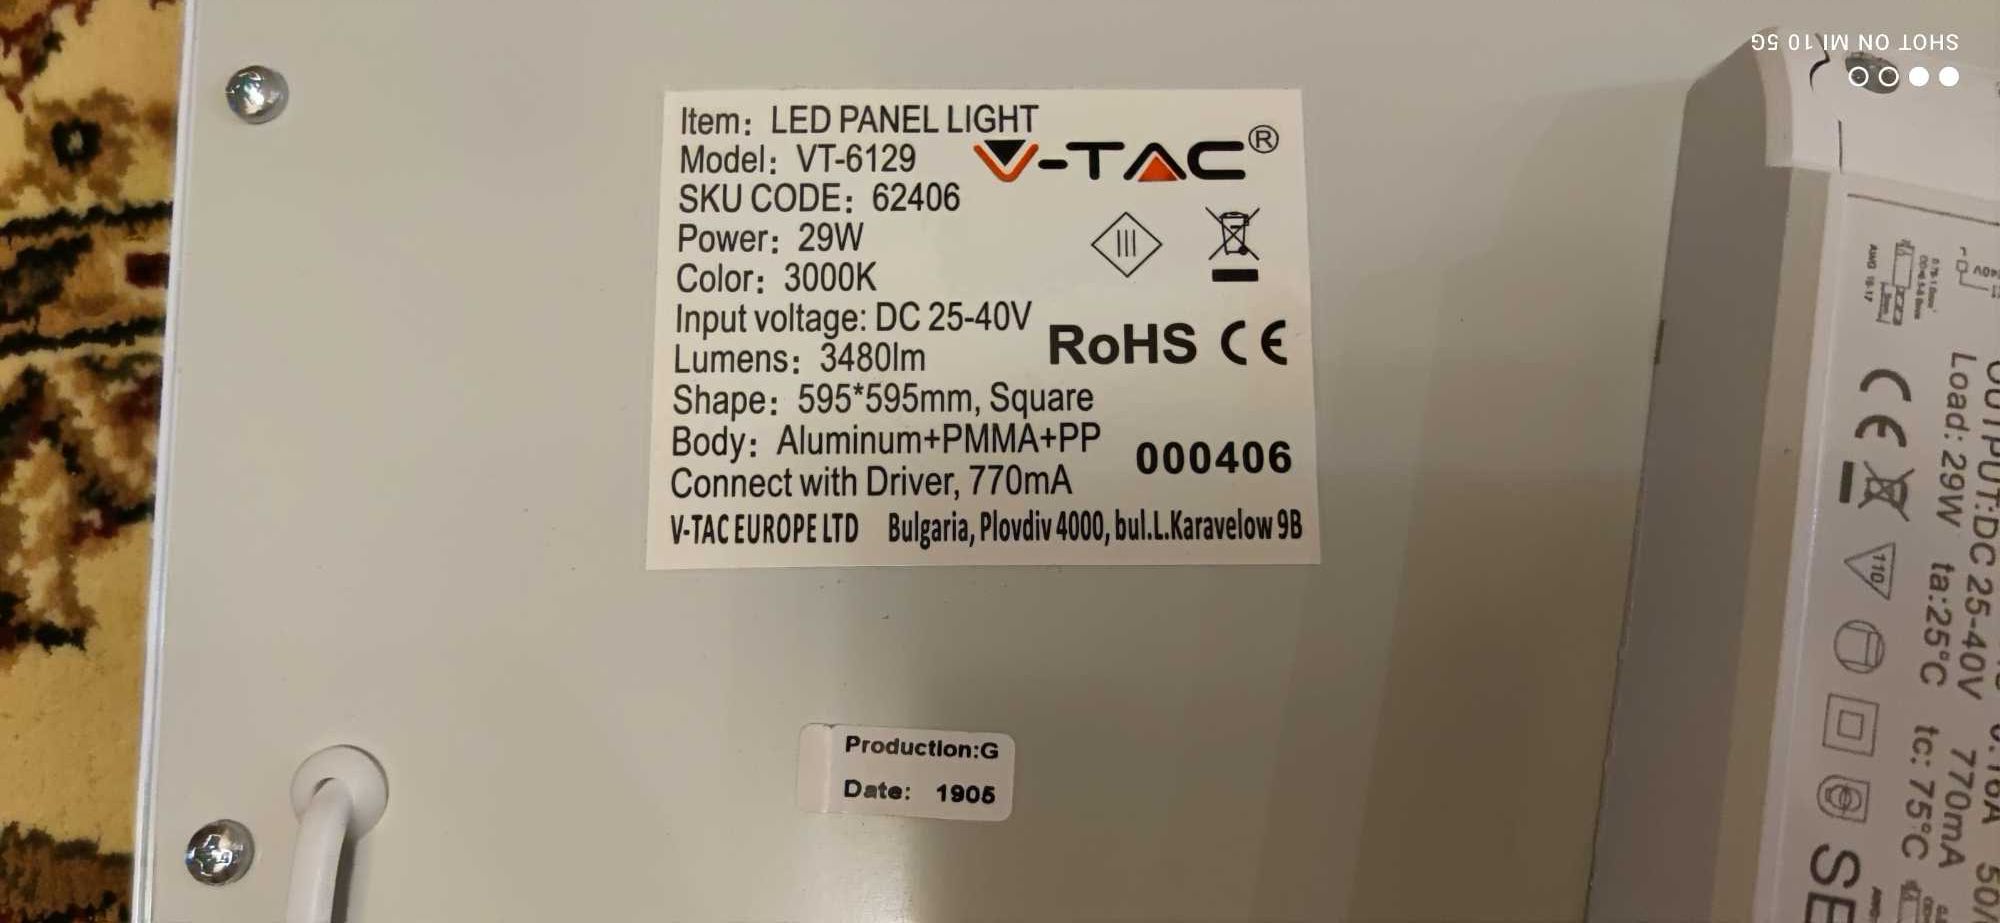 Item: LED PANEL LIGHT
Model: VT-6129
V-TAC®
SKU CODE: 62406
Power: 29W
Color: 3000K
Input voltage: DC 25-40V
Lumens: 3480lm
RoHS CE
Shape: 595*595mm, Square
Body: Aluminum+PMMA+PP
000406
Connect with Driver, 770mA
V-TAC EUROPE LTD Bulgaria, Plovdiv 4000, bul.L.Karavelow 9B
III
Production:G
Date: 1905
SHOT ON MI 10 5G
OUTPUT:DC 25-40V 770mA
Load: 29W ta:25°C tc: 75°C
CE
110